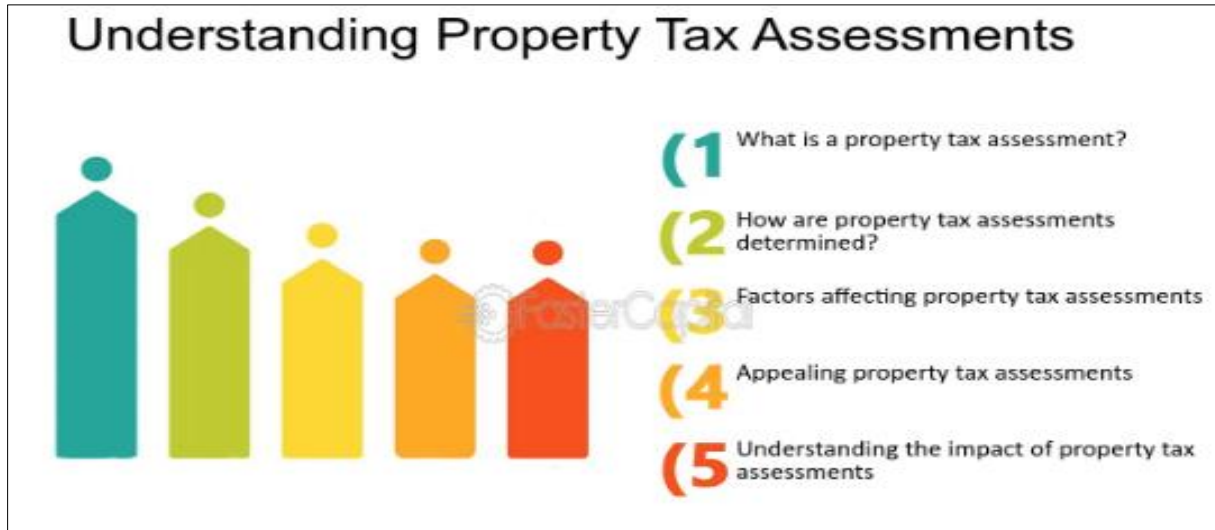 Understanding Property Tax Assessments
(1 What is a property tax assessment?
(2 How are property tax assessments
determined?
(3 Factors affecting property tax assessments
FasterCapital
(4 Appealing property tax assessments
(5 Understanding the impact of property tax
assessments